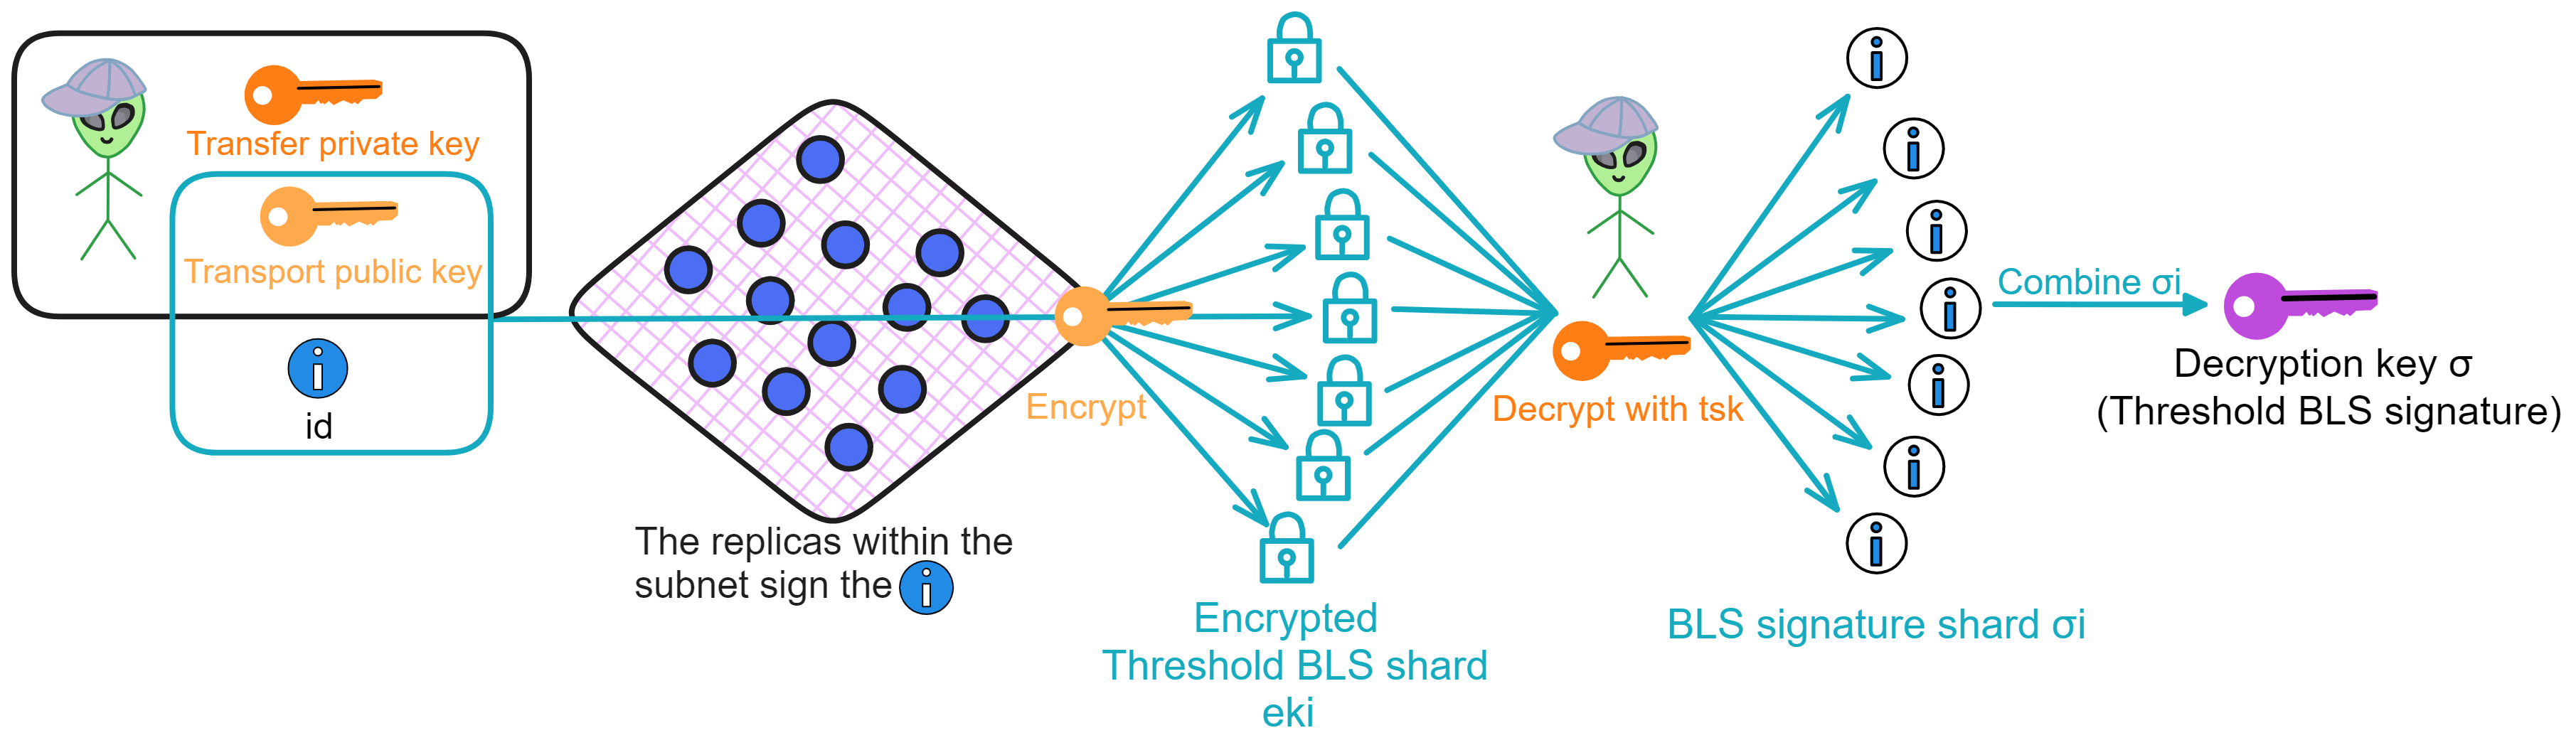 Transfer private key
Transport public key
id
The replicas within the
subnet sign the
Encrypt
Encrypted
Threshold BLS shard
eki
Decrypt with tsk
BLS signature shard σi
Combine σi
Decryption key σ
(Threshold BLS signature)